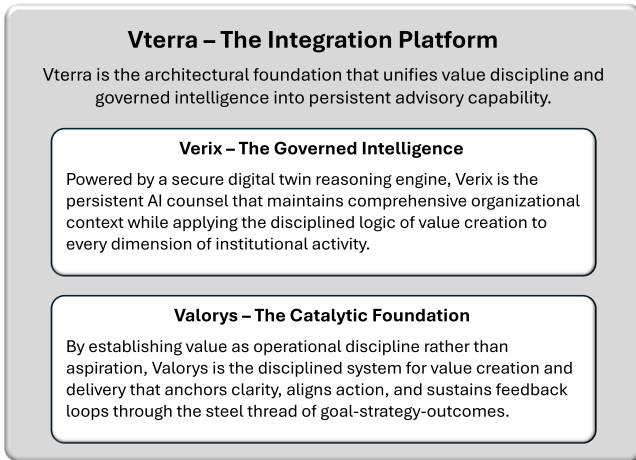 Vterra – The Integration Platform
Vterra is the architectural foundation that unifies value discipline and
governed intelligence into persistent advisory capability.
Verix – The Governed Intelligence
Powered by a secure digital twin reasoning engine, Verix is the
persistent AI counsel that maintains comprehensive organizational
context while applying the disciplined logic of value creation to
every dimension of institutional activity.
Valorys – The Catalytic Foundation
By establishing value as operational discipline rather than
aspiration, Valorys is the disciplined system for value creation and
delivery that anchors clarity, aligns action, and sustains feedback
loops through the steel thread of goal-strategy-outcomes.